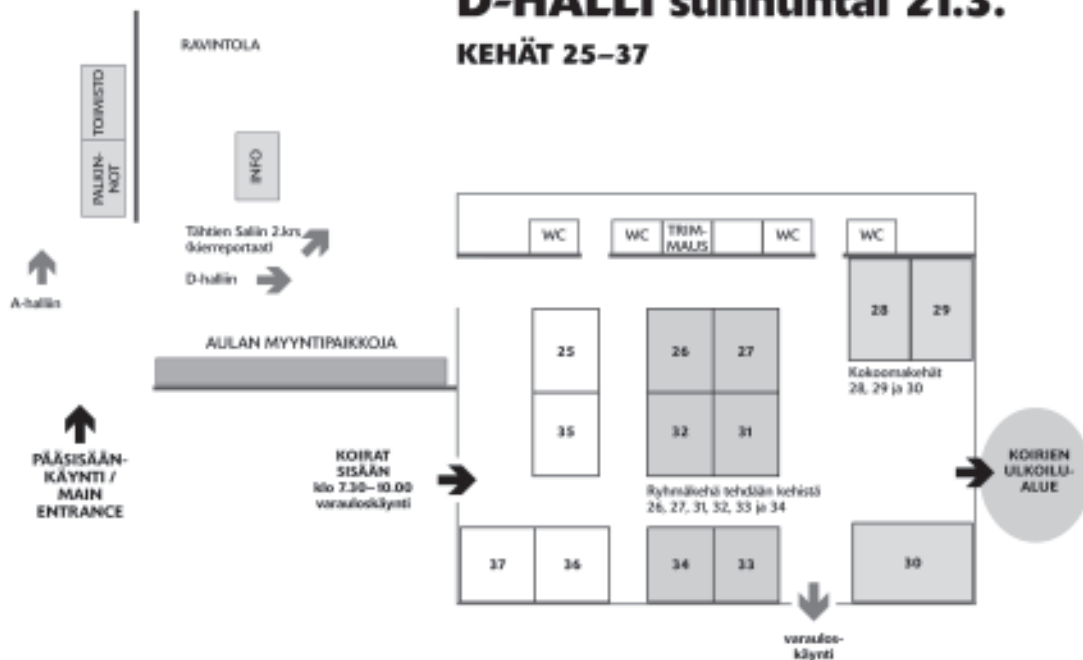 D-HALLI sunnuntai 21.3.
KEHÄT 25–37
RAVINTOLA
TOIMISTO
PALKIN-
NOT
INFO
Tähtien Saliin 2.krs
(kierreportaat)
D-halliin
A-halliin
AULAN MYYNTIPAIKKOJA
PÄÄSISÄÄN-
KÄYNTI /
MAIN
ENTRANCE
KOIRAT
SISÄÄN
klo 7.30–10.00
varauloskäynti
WC
WC
TRIM-
MAUS
WC
WC
28
29
Kokoomakehät
28, 29 ja 30
25
26
27
35
32
31
Ryhmäkehä tehdään kehistä
26, 27, 31, 32, 33 ja 34
KOIRIEN
ULKOILU-
ALUE
37
36
34
33
30
varaulos-
käynti